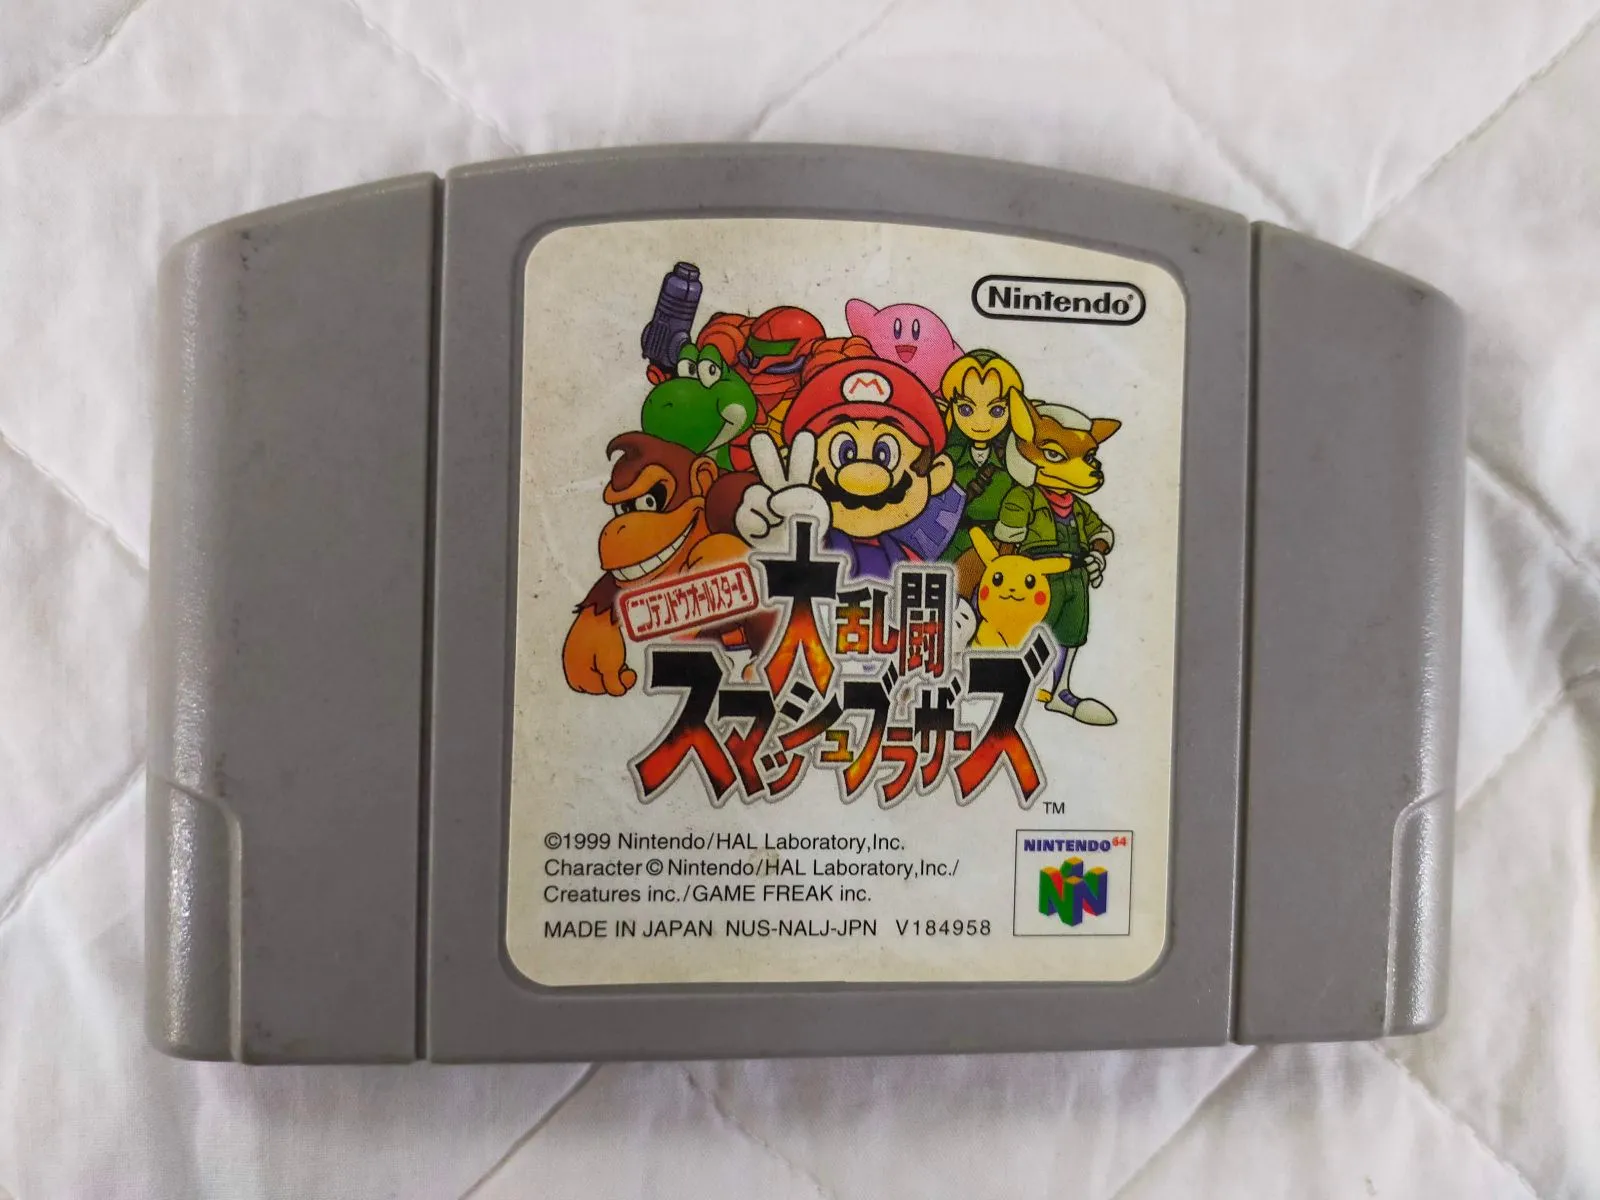 Nintendo®
M
ニンテンドウオールスター!
大乱闘
スマッシュブラザーズ
TM
©1999 Nintendo/HAL Laboratory,Inc.
Character © Nintendo/HAL Laboratory,Inc./
Creatures inc./GAME FREAK inc.
MADE IN JAPAN NUS-NALJ-JPN V184958
NINTENDO64